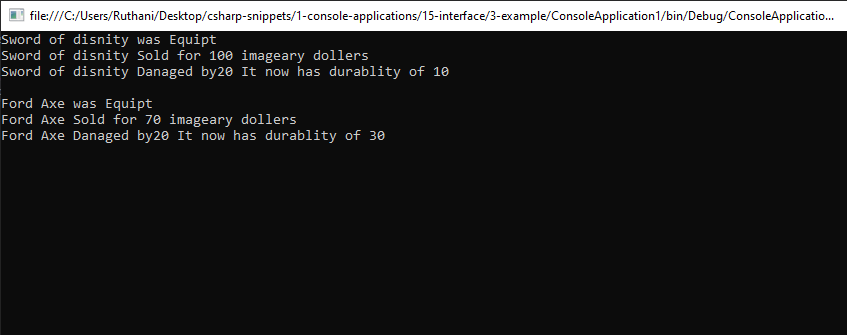 file:///C:/Users/Ruthani/Desktop/csharp-snippets/1-console-applications/15-interface/3-example/ConsoleApplication1/bin/Debug/ConsoleApplicatio...
Sword of disnity was Equipt
Sword of disnity Sold for 100 imageary dollers
Sword of disnity Danaged by20 It now has durablity of 10
Ford Axe was Equipt
Ford Axe Sold for 70 imageary dollers
Ford Axe Danaged by20 It now has durablity of 30